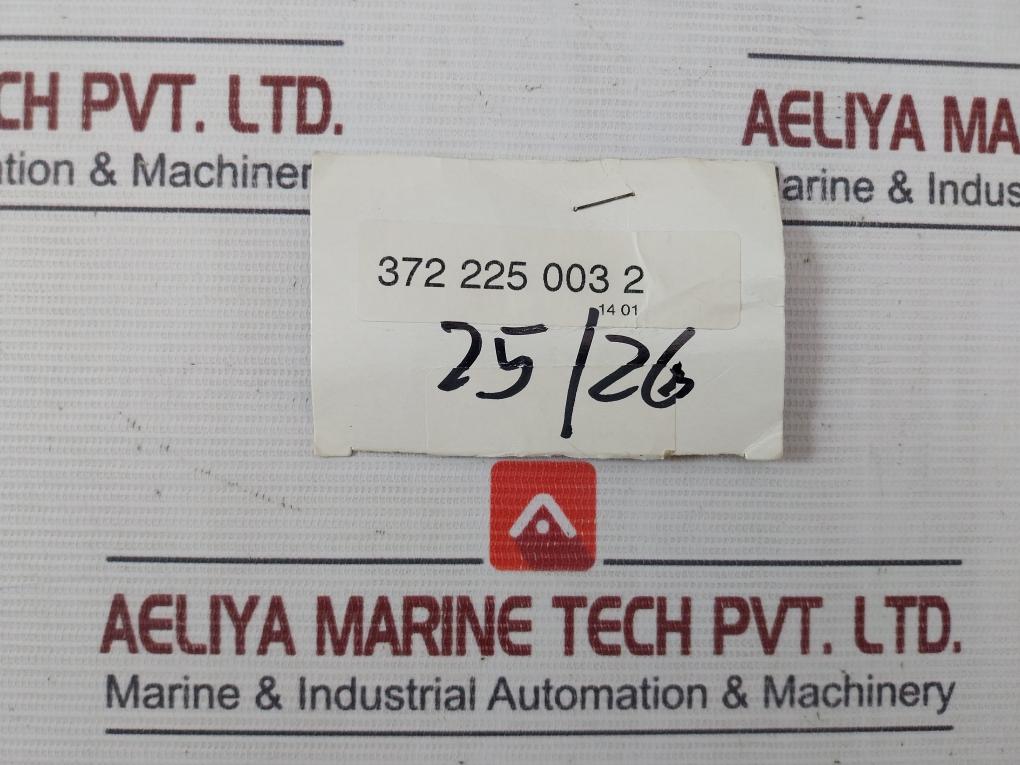 CH PVT. LTD.
ation & Machiner
AELIYA MA
arine & Indus
372 225 003 2
14 01
25/26
AELIYA MARINE TECH PVT. LTD.
Marine & Industrial Automation & Machinery